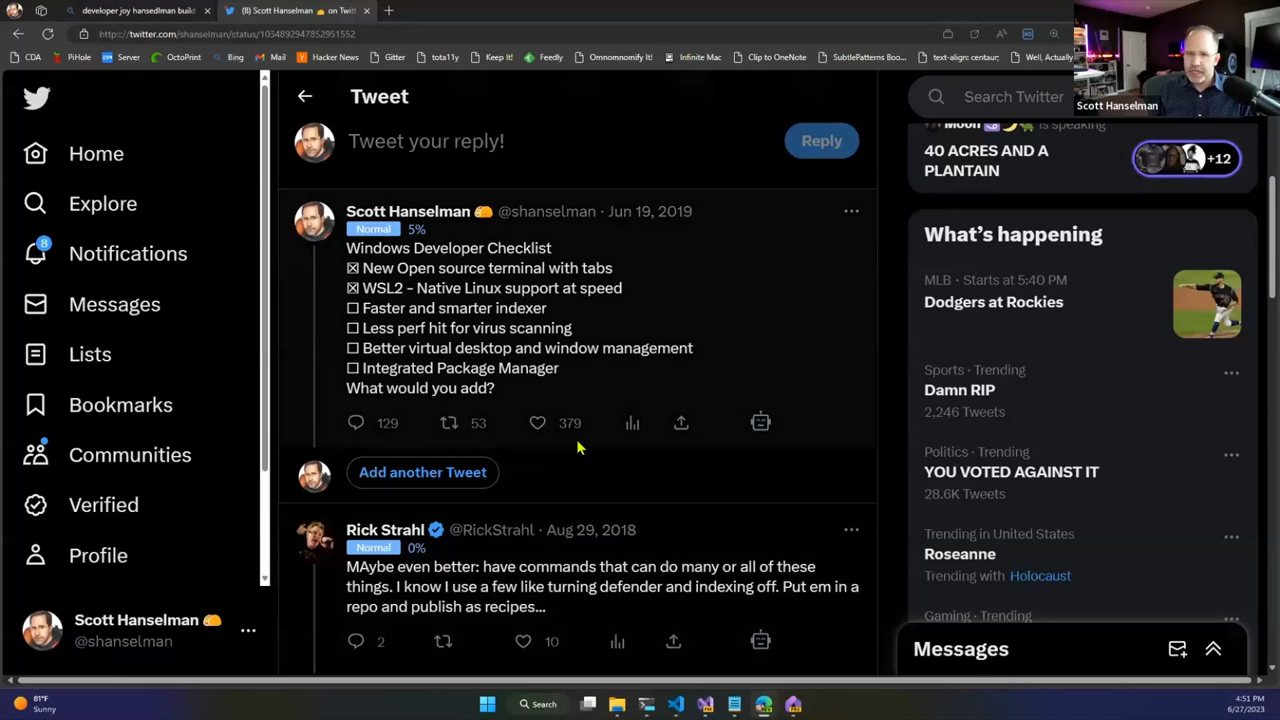 developer joy hansedlman build
(8) Scott Hanselman 🌮 on Twitt
https://twitter.com/shanselman/status/1034892947852951552
CDA
PiHole
Server
OctoPrint
Bing
Mail
Hacker News
Gitter
tota11y
Keep It!
Feedly
Omnomnomify It!
Infinite Mac
Clip to OneNote
SubtlePatterns Boo...
text-align: centaur;
Well, Actually
Scott Hanselman
Home
Explore
8
Notifications
Messages
Lists
Bookmarks
Communities
Verified
Profile
Scott Hanselman 🌮
@shanselman
Tweet
Tweet your reply!
Reply
Scott Hanselman 🌮 @shanselman · Jun 19, 2019
Normal 5%
Windows Developer Checklist
☒ New Open source terminal with tabs
☒ WSL2 - Native Linux support at speed
☐ Faster and smarter indexer
☐ Less perf hit for virus scanning
☐ Better virtual desktop and window management
☐ Integrated Package Manager
What would you add?
129 53 379
Add another Tweet
Rick Strahl @RickStrahl · Aug 29, 2018
Normal 0%
MAybe even better: have commands that can do many or all of these
things. I know I use a few like turning defender and indexing off. Put em in a
repo and publish as recipes...
2 10
Search Twitter
Moon is speaking
40 ACRES AND A
PLANTAIN
+12
What's happening
MLB · Starts at 5:40 PM
Dodgers at Rockies
Sports · Trending
Damn RIP
2,246 Tweets
Politics · Trending
YOU VOTED AGAINST IT
28.6K Tweets
Trending in United States
Roseanne
Trending with Holocaust
Gaming · Trending
Messages
81°F
Sunny
Search
4:51 PM
6/27/2023